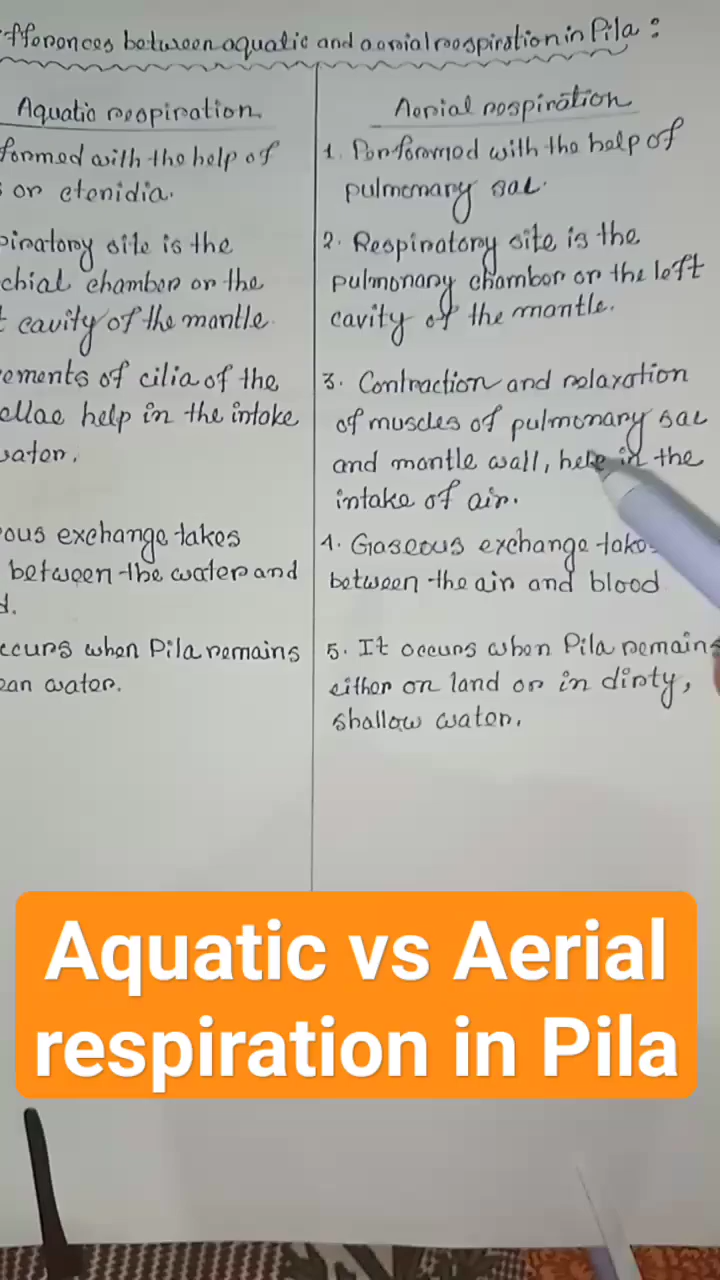 fferences between aquatic and aerial respiration in Pila :
Aquatic respiration
formed with the help of
s or ctenidia.
piratory site is the
chial chamber or the
t cavity of the mantle
ements of cilia of the
ellae help in the intake
water.
ous exchange takes
between the water and
d.
ccurs when Pila remains
ean water.
Aerial respiration
1. Performed with the help of
pulmonary sac.
2. Respiratory site is the
pulmonary chamber or the left
cavity of the mantle.
3. Contraction and relaxation
of muscles of pulmonary sac
and mantle wall, help in the
intake of air.
4. Gaseous exchange take
between the air and blood
5. It occurs when Pila remains
either on land or in dirty,
shallow water.
Aquatic vs Aerial
respiration in Pila